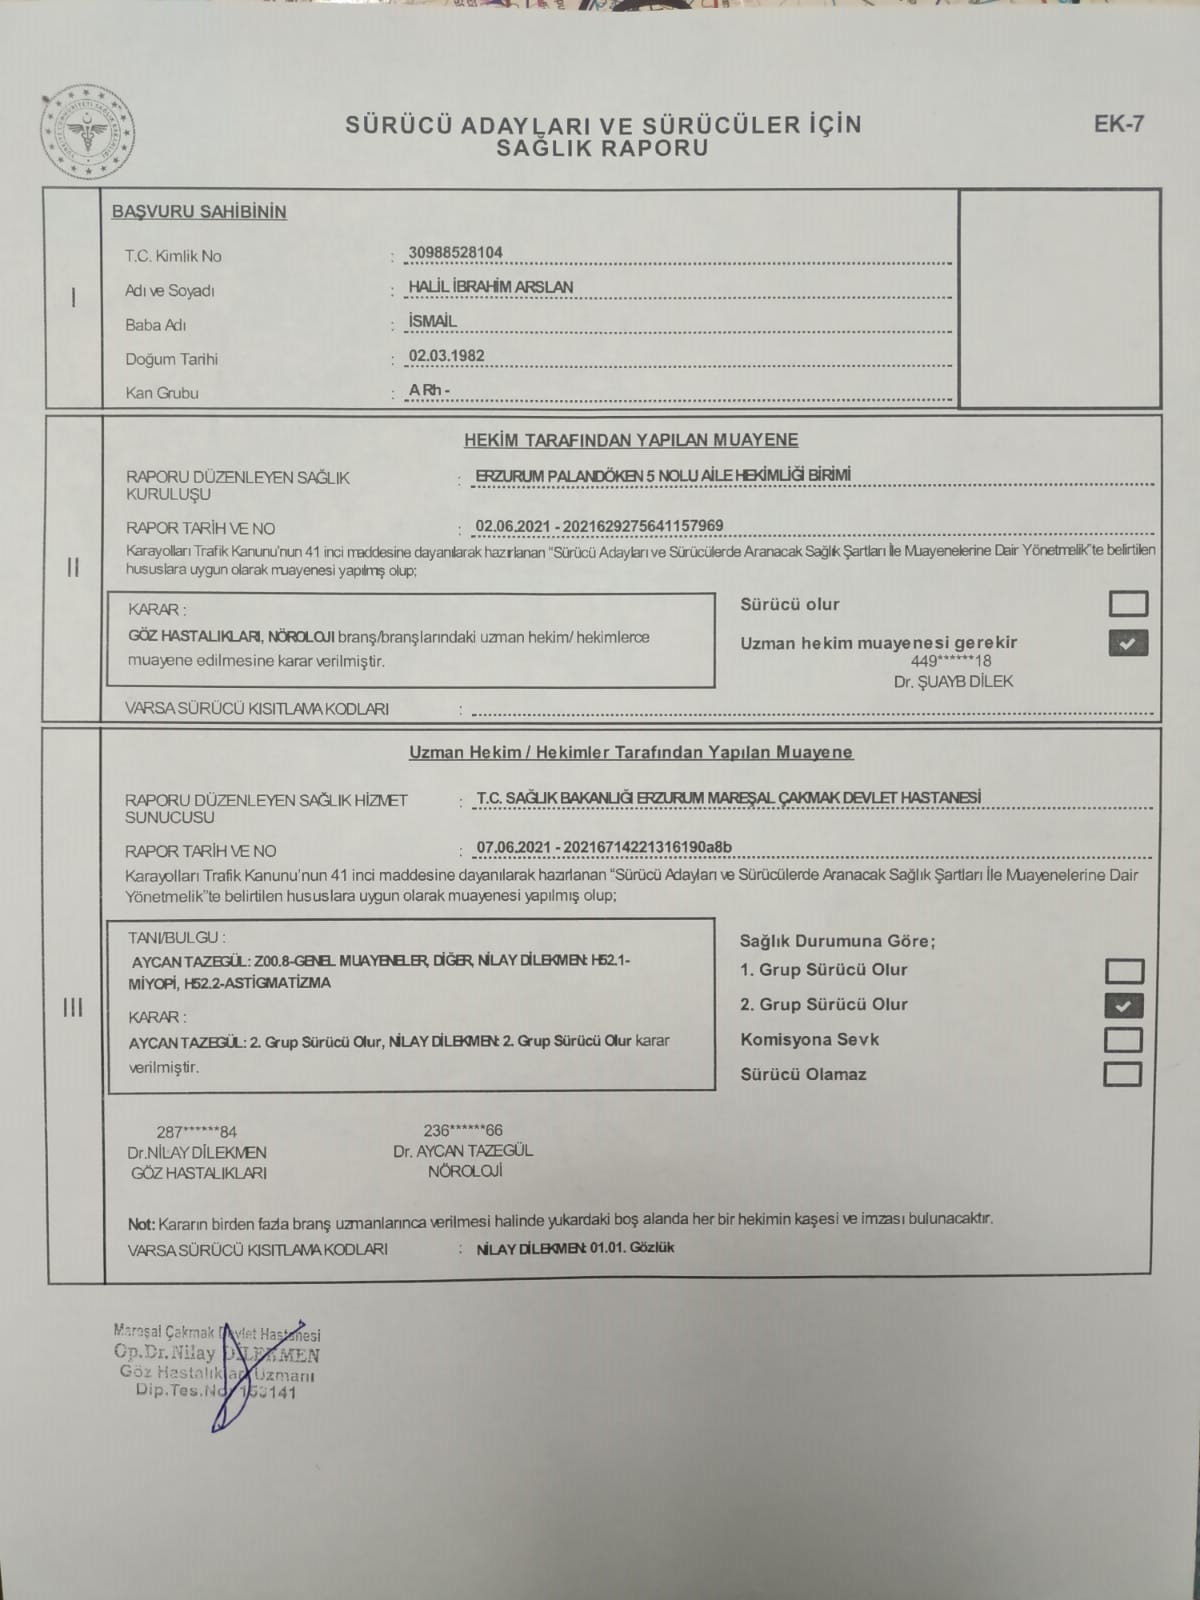 SÜRÜCÜ ADAYLARI VE SÜRÜCÜLER İÇİN
SAĞLIK RAPORU
EK-7
I
BAŞVURU SAHİBİNİN
T.C. Kimlik No : 30988528104
Adı ve Soyadı : HALİL İBRAHİM ARSLAN
Baba Adı : İSMAİL
Doğum Tarihi : 02.03.1982
Kan Grubu : A Rh -
II
HEKİM TARAFINDAN YAPILAN MUAYENE
RAPORU DÜZENLEYEN SAĞLIK : ERZURUM PALANDÖKEN 5 NOLU AİLE HEKİMLİĞİ BİRİMİ
KURULUŞU
RAPOR TARİH VE NO : 02.06.2021 - 2021629275641157969
Karayolları Trafik Kanunu'nun 41 inci maddesine dayanılarak hazırlanan "Sürücü Adayları ve Sürücülerde Aranacak Sağlık Şartları İle Muayenelerine Dair Yönetmelik"te belirtilen
hususlara uygun olarak muayenesi yapılmış olup;
KARAR :
GÖZ HASTALIKLARI, NÖROLOJI branş/branşlarındaki uzman hekim/ hekimlerce
muayene edilmesine karar verilmiştir.
Sürücü olur
Uzman hekim muayenesi gerekir
449******18
Dr. ŞUAYB DİLEK
VARSA SÜRÜCÜ KISITLAMA KODLARI :
III
Uzman Hekim / Hekimler Tarafından Yapılan Muayene
RAPORU DÜZENLEYEN SAĞLIK HİZMET : T.C. SAĞLIK BAKANLIĞI ERZURUM MAREŞAL ÇAKMAK DEVLET HASTANESİ
SUNUCUSU
RAPOR TARİH VE NO : 07.06.2021 - 20216714221316190a8b
Karayolları Trafik Kanunu'nun 41 inci maddesine dayanılarak hazırlanan "Sürücü Adayları ve Sürücülerde Aranacak Sağlık Şartları İle Muayenelerine Dair
Yönetmelik"te belirtilen hususlara uygun olarak muayenesi yapılmış olup;
TANI/BULGU :
AYCAN TAZEGÜL: Z00.8-GENEL MUAYENELER, DİĞER, NİLAY DİLEKMEN: H52.1-
MİYOPİ, H52.2-ASTİGMATİZMA
KARAR :
AYCAN TAZEGÜL: 2. Grup Sürücü Olur, NİLAY DİLEKMEN: 2. Grup Sürücü Olur karar
verilmiştir.
Sağlık Durumuna Göre;
1. Grup Sürücü Olur
2. Grup Sürücü Olur
Komisyona Sevk
Sürücü Olamaz
287******84
Dr.NİLAY DİLEKMEN
GÖZ HASTALIKLARI
236******66
Dr. AYCAN TAZEGÜL
NÖROLOJİ
Not: Kararın birden fazla branş uzmanlarınca verilmesi halinde yukardaki boş alanda her bir hekimin kaşesi ve imzası bulunacaktır.
VARSA SÜRÜCÜ KISITLAMA KODLARI : NİLAY DİLEKMEN: 01.01. Gözlük
Mareşal Çakmak Devlet Hastanesi
Op.Dr. Nilay DİLEKMEN
Göz Hastalıkları Uzmanı
Dip.Tes.No: